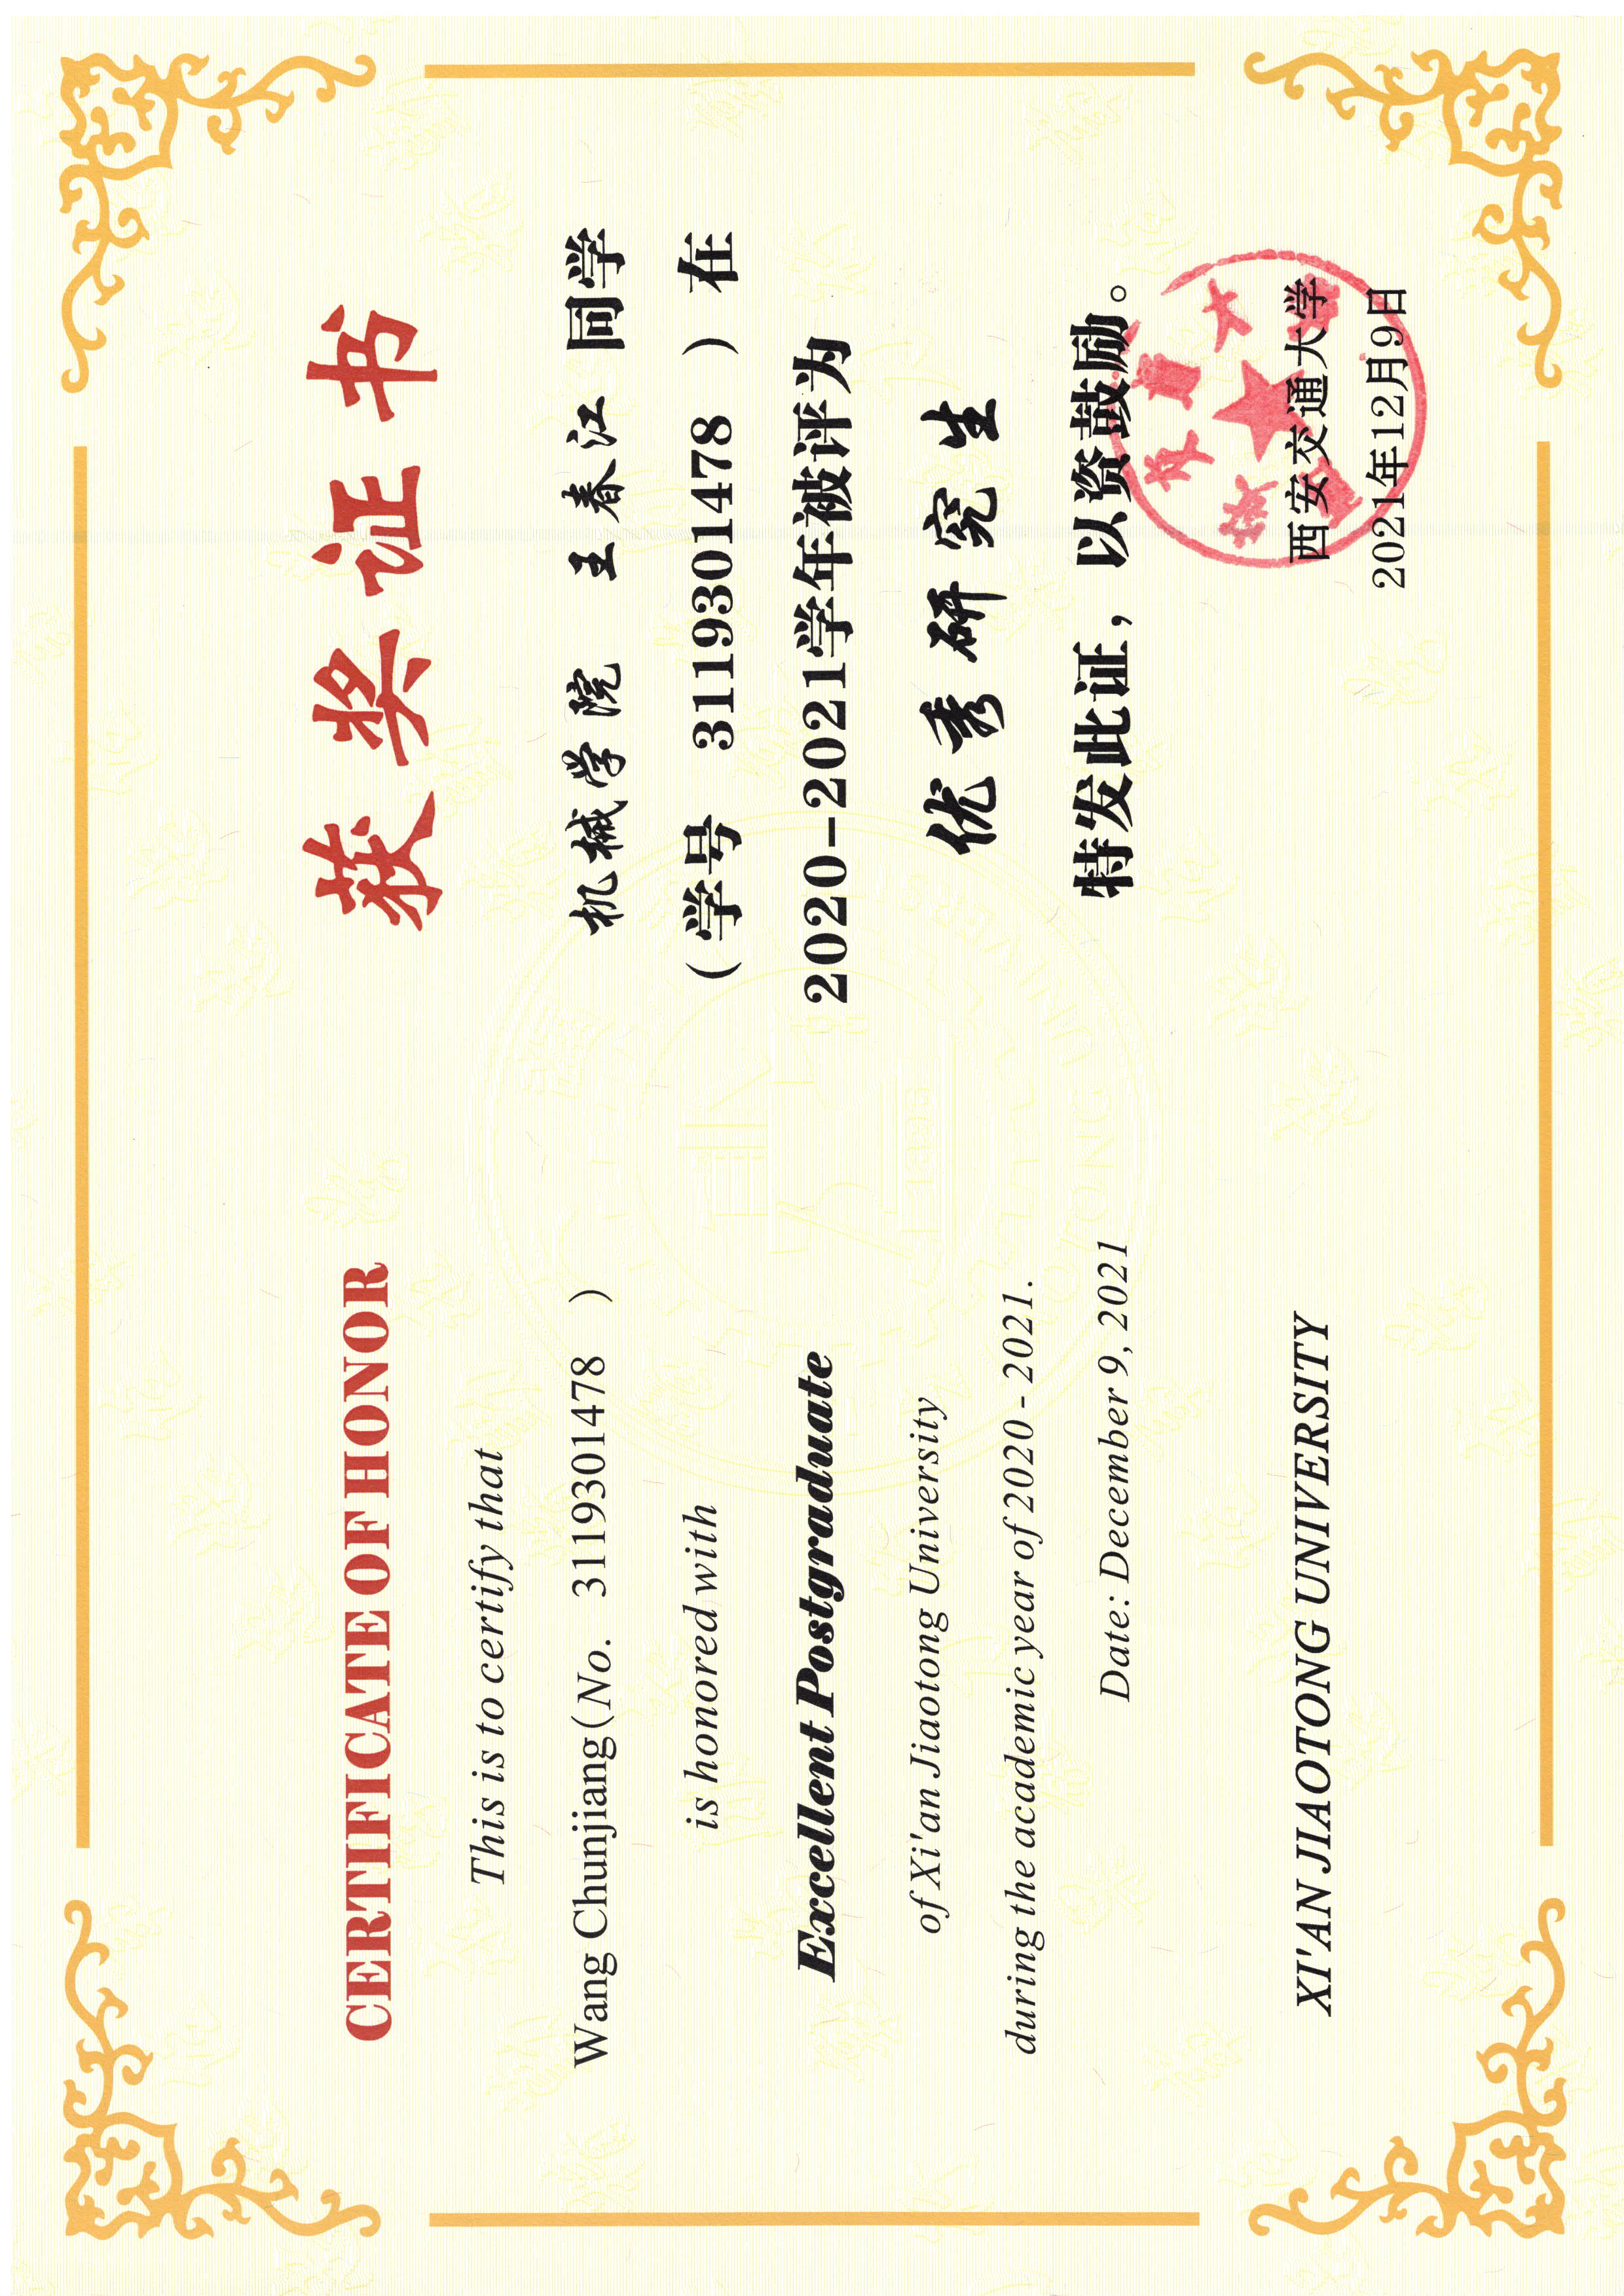 CERTIFICATE OF HONOR
This is to certify that
Wang Chunjiang(No. 3119301478 )
is honored with
Excellent Postgraduate
of Xi'an Jiaotong University
during the academic year of 2020 - 2021.
Date: December 9, 2021
XI'AN JIAOTONG UNIVERSITY
获奖证书
机械学院 王春江 同学
（学号 3119301478 ）在
2020-2021学年被评为
优秀研究生
特发此证，以资鼓励。
西安交通大学
西安交通大学
2021年12月9日